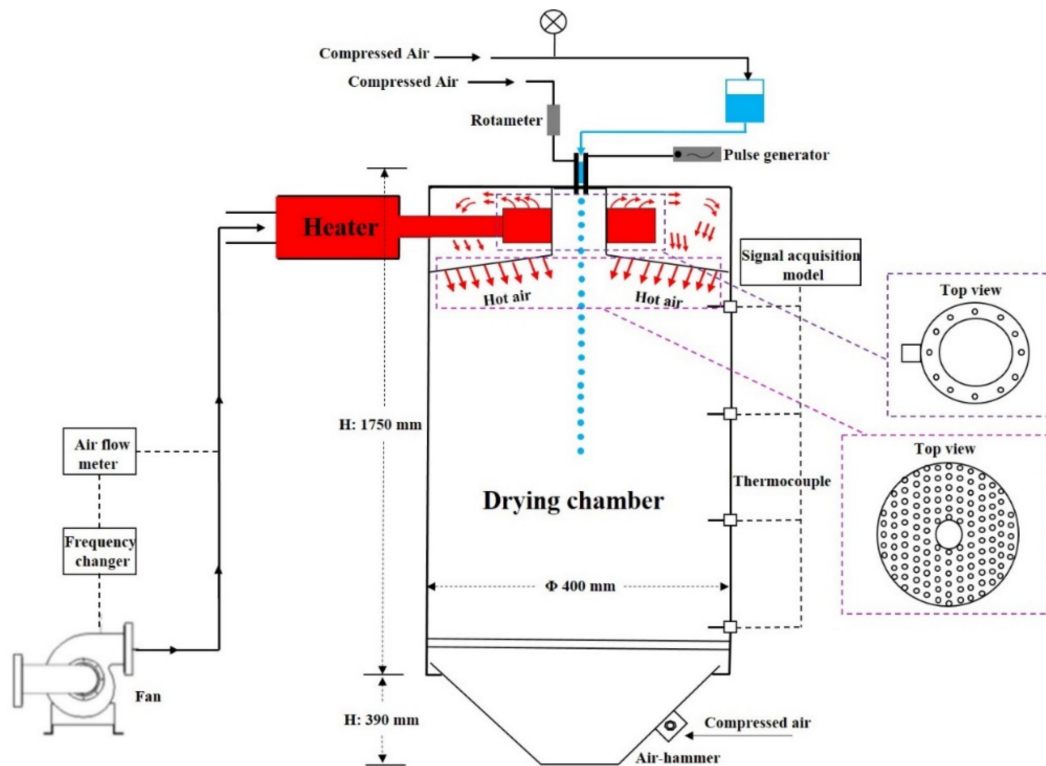 Compressed Air
Compressed Air
Rotameter
Pulse generator
Heater
Signal acquisition
model
Hot air
Hot air
Top view
H: 1750 mm
Air flow
meter
Top view
Thermocouple
Drying chamber
Frequency
changer
Φ 400 mm
Fan
H: 390 mm
Compressed air
Air-hammer